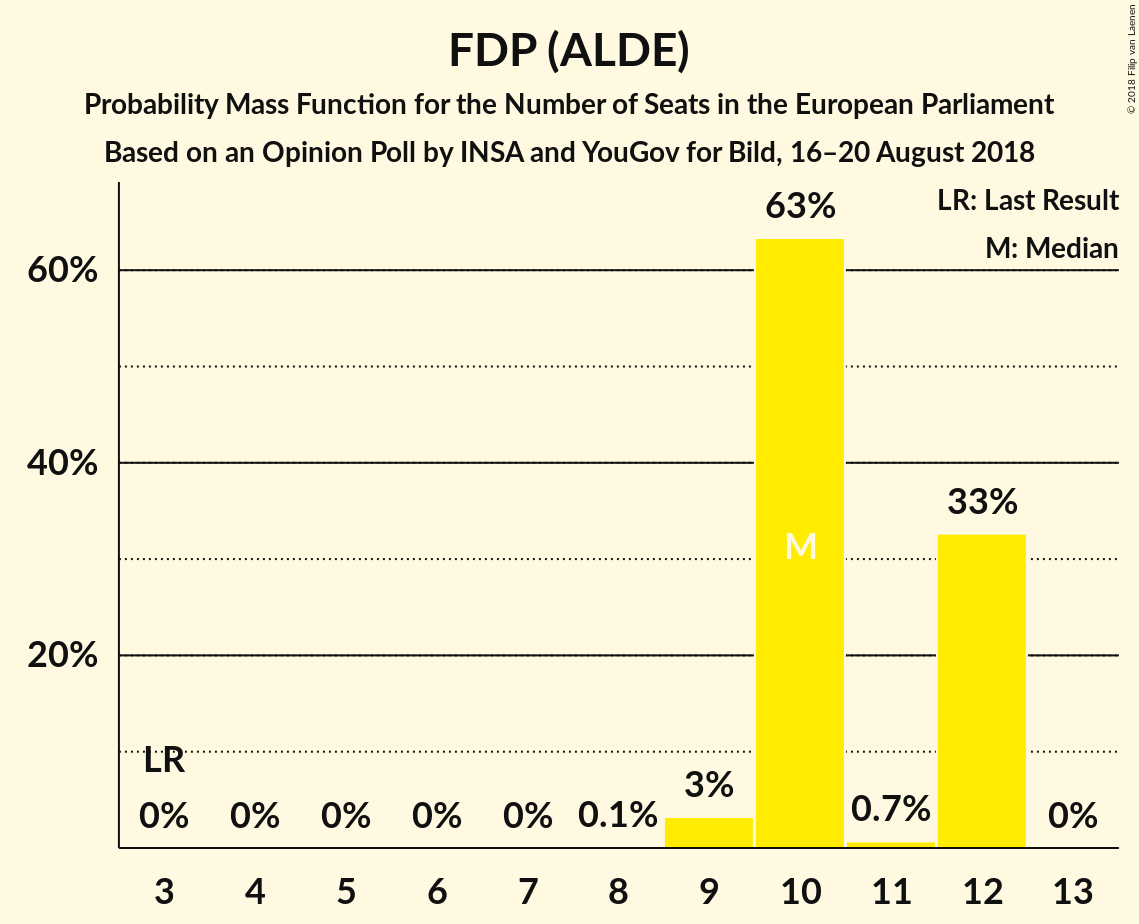 FDP (ALDE)
Probability Mass Function for the Number of Seats in the European Parliament
Based on an Opinion Poll by INSA and YouGov for Bild, 16–20 August 2018
© 2018 Filip van Laenen
LR: Last Result
M: Median
63%
60%
40%
33%
M
20%
LR
3%
0%
0%
0%
0%
0%
0.1%
0.7%
0%
3 4 5 6 7 8 9 10 11 12 13